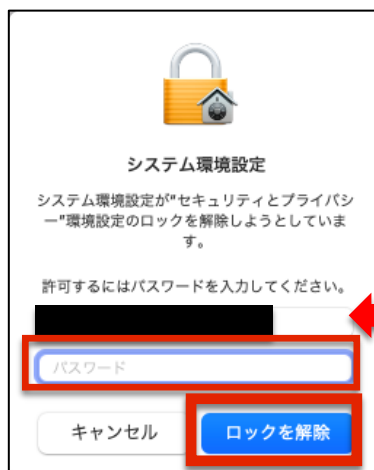 システム環境設定
システム環境設定が"セキュリティとプライバシ
ー"環境設定のロックを解除しようとしていま
す。
許可するにはパスワードを入力してください。
パスワード
キャンセル
ロックを解除